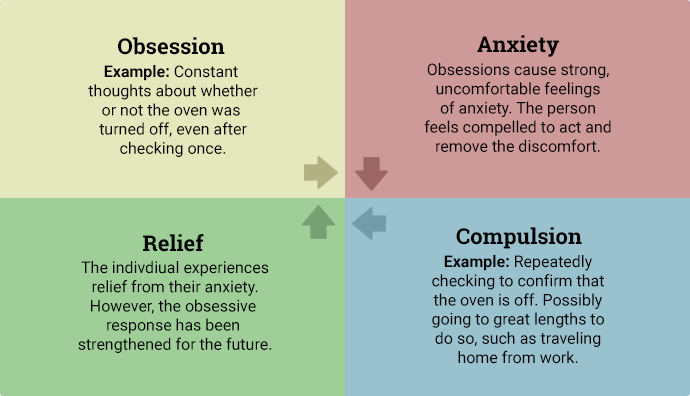 Obsession
Example: Constant
thoughts about whether
or not the oven was
turned off, even after
checking once.
Anxiety
Obsessions cause strong,
uncomfortable feelings
of anxiety. The person
feels compelled to act and
remove the discomfort.
Relief
The indivdiual experiences
relief from their anxiety.
However, the obsessive
response has been
strengthened for the future.
Compulsion
Example: Repeatedly
checking to confirm that
the oven is off. Possibly
going to great lengths to
do so, such as traveling
home from work.